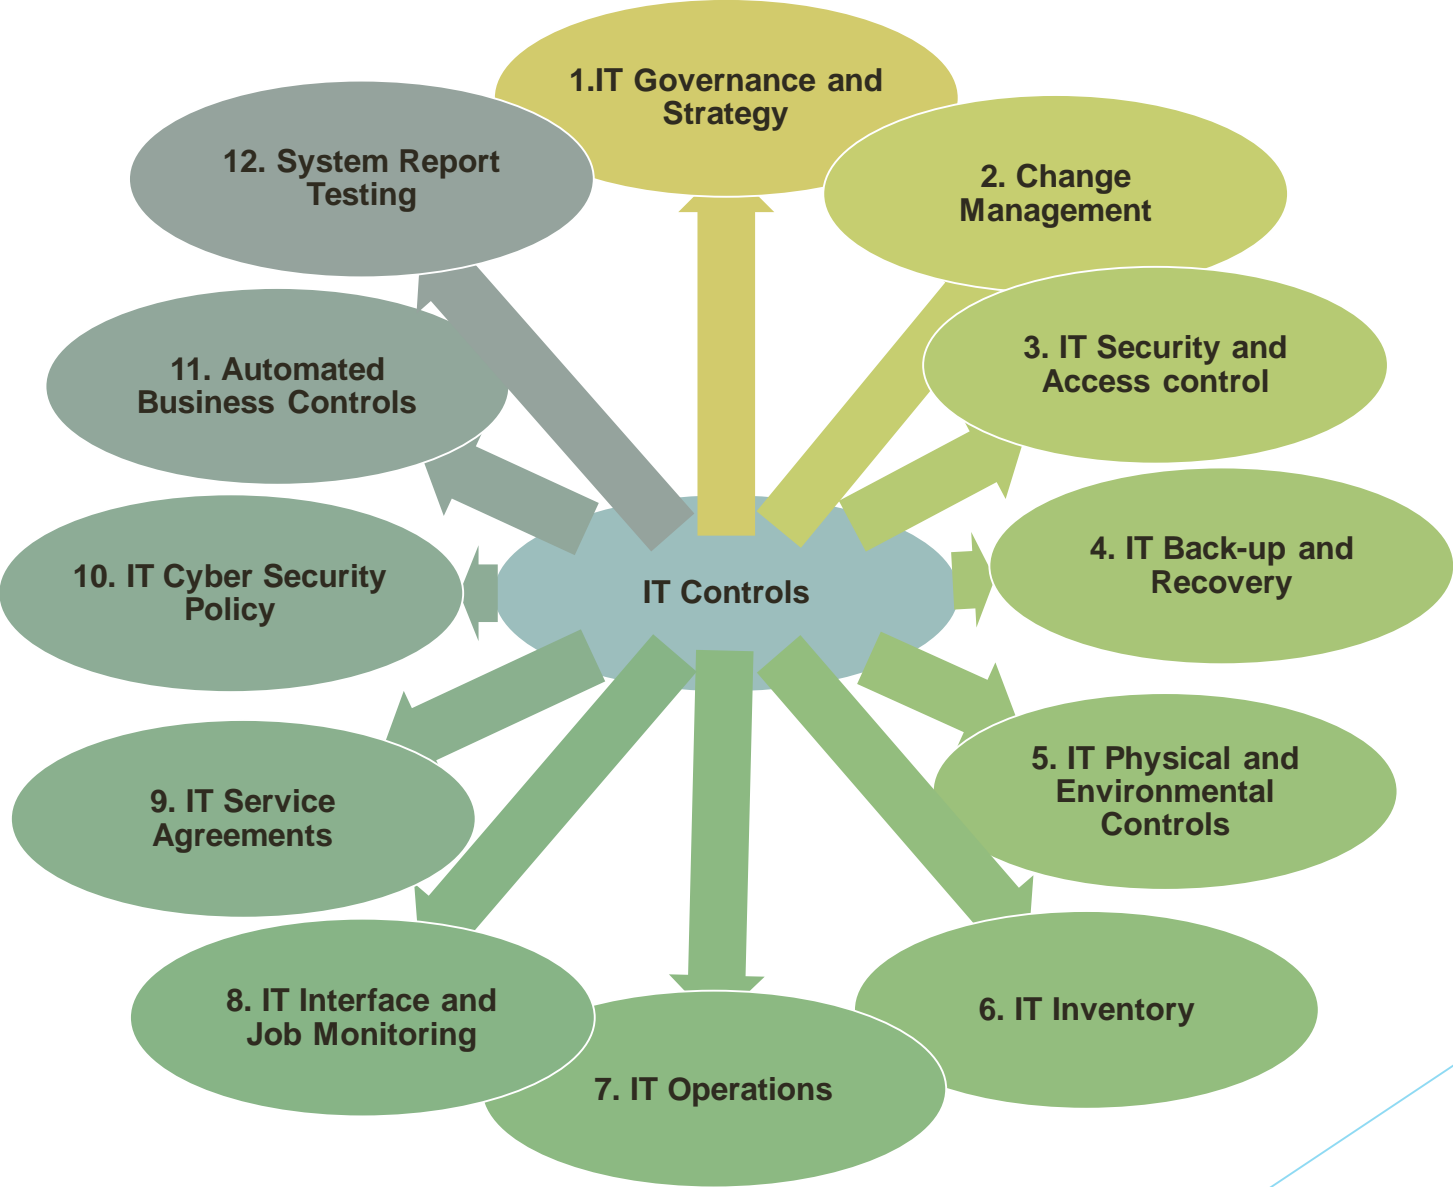 1.IT Governance and
Strategy
2. Change
Management
3. IT Security and
Access control
4. IT Back-up and
Recovery
5. IT Physical and
Environmental
Controls
6. IT Inventory
7. IT Operations
8. IT Interface and
Job Monitoring
9. IT Service
Agreements
10. IT Cyber Security
Policy
11. Automated
Business Controls
12. System Report
Testing
IT Controls